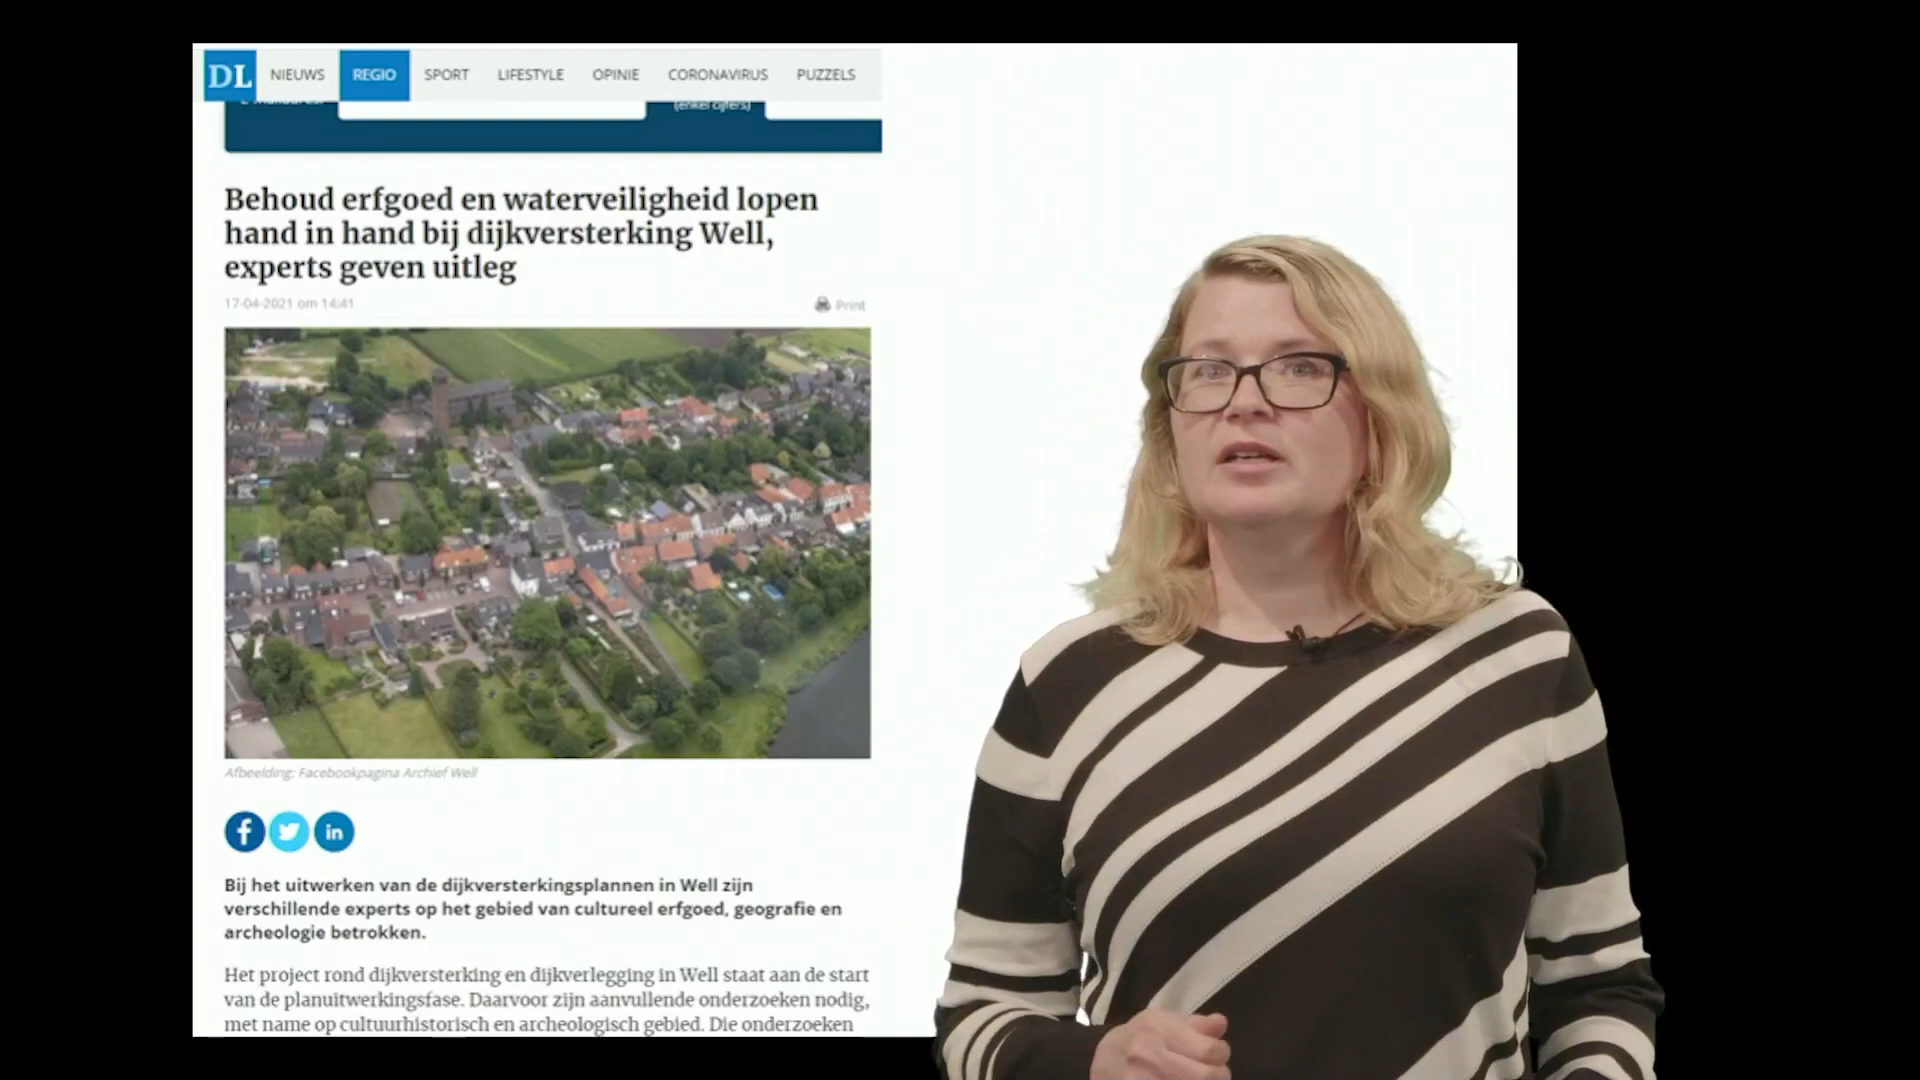 DL NIEUWS REGIO SPORT LIFESTYLE OPINIE CORONAVIRUS PUZZELS
(enkel cijfers)
Behoud erfgoed en waterveiligheid lopen
hand in hand bij dijkversterking Well,
experts geven uitleg
17-04-2021 om 14:41
Print
Afbeelding: Facebookpagina Archief Well
f in
Bij het uitwerken van de dijkversterkingsplannen in Well zijn
verschillende experts op het gebied van cultureel erfgoed, geografie en
archeologie betrokken.
Het project rond dijkversterking en dijkverlegging in Well staat aan de start
van de planuitwerkingsfase. Daarvoor zijn aanvullende onderzoeken nodig,
met name op cultuurhistorisch en archeologisch gebied. Die onderzoeken